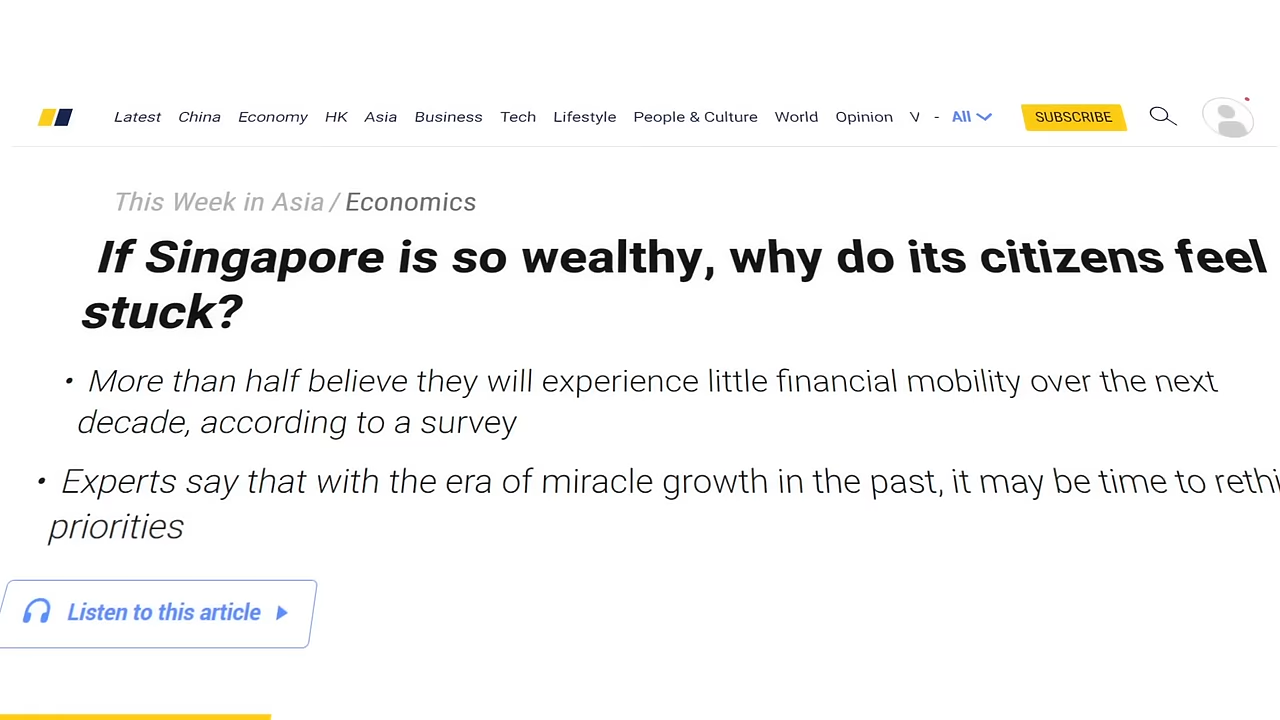 Latest China Economy HK Asia Business Tech Lifestyle People & Culture World Opinion - All SUBSCRIBE
This Week in Asia / Economics
If Singapore is so wealthy, why do its citizens feel
stuck?
• More than half believe they will experience little financial mobility over the next
decade, according to a survey
• Experts say that with the era of miracle growth in the past, it may be time to
priorities
Listen to this article